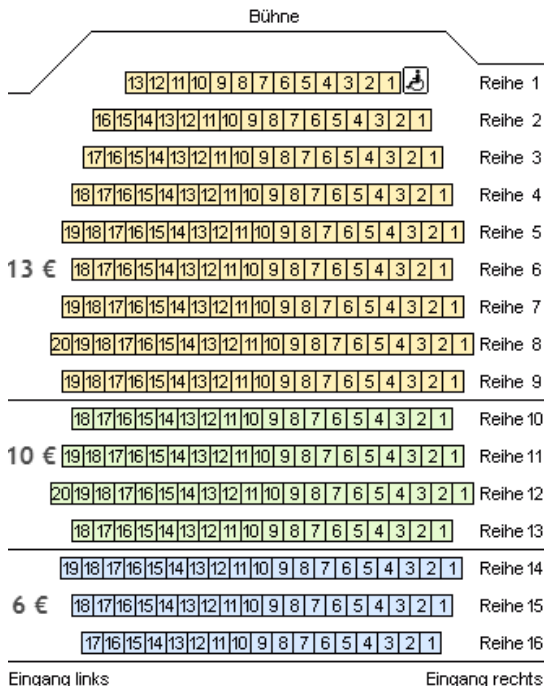 Bühne
13 12 11 10 9 8 7 6 5 4 3 2 1 Reihe 1
16 15 14 13 12 11 10 9 8 7 6 5 4 3 2 1 Reihe 2
17 16 15 14 13 12 11 10 9 8 7 6 5 4 3 2 1 Reihe 3
18 17 16 15 14 13 12 11 10 9 8 7 6 5 4 3 2 1 Reihe 4
19 18 17 16 15 14 13 12 11 10 9 8 7 6 5 4 3 2 1 Reihe 5
13 € 18 17 16 15 14 13 12 11 10 9 8 7 6 5 4 3 2 1 Reihe 6
19 18 17 16 15 14 13 12 11 10 9 8 7 6 5 4 3 2 1 Reihe 7
20 19 18 17 16 15 14 13 12 11 10 9 8 7 6 5 4 3 2 1 Reihe 8
19 18 17 16 15 14 13 12 11 10 9 8 7 6 5 4 3 2 1 Reihe 9
18 17 16 15 14 13 12 11 10 9 8 7 6 5 4 3 2 1 Reihe 10
10 € 19 18 17 16 15 14 13 12 11 10 9 8 7 6 5 4 3 2 1 Reihe 11
20 19 18 17 16 15 14 13 12 11 10 9 8 7 6 5 4 3 2 1 Reihe 12
18 17 16 15 14 13 12 11 10 9 8 7 6 5 4 3 2 1 Reihe 13
19 18 17 16 15 14 13 12 11 10 9 8 7 6 5 4 3 2 1 Reihe 14
6 € 18 17 16 15 14 13 12 11 10 9 8 7 6 5 4 3 2 1 Reihe 15
17 16 15 14 13 12 11 10 9 8 7 6 5 4 3 2 1 Reihe 16
Eingang links Eingang rechts